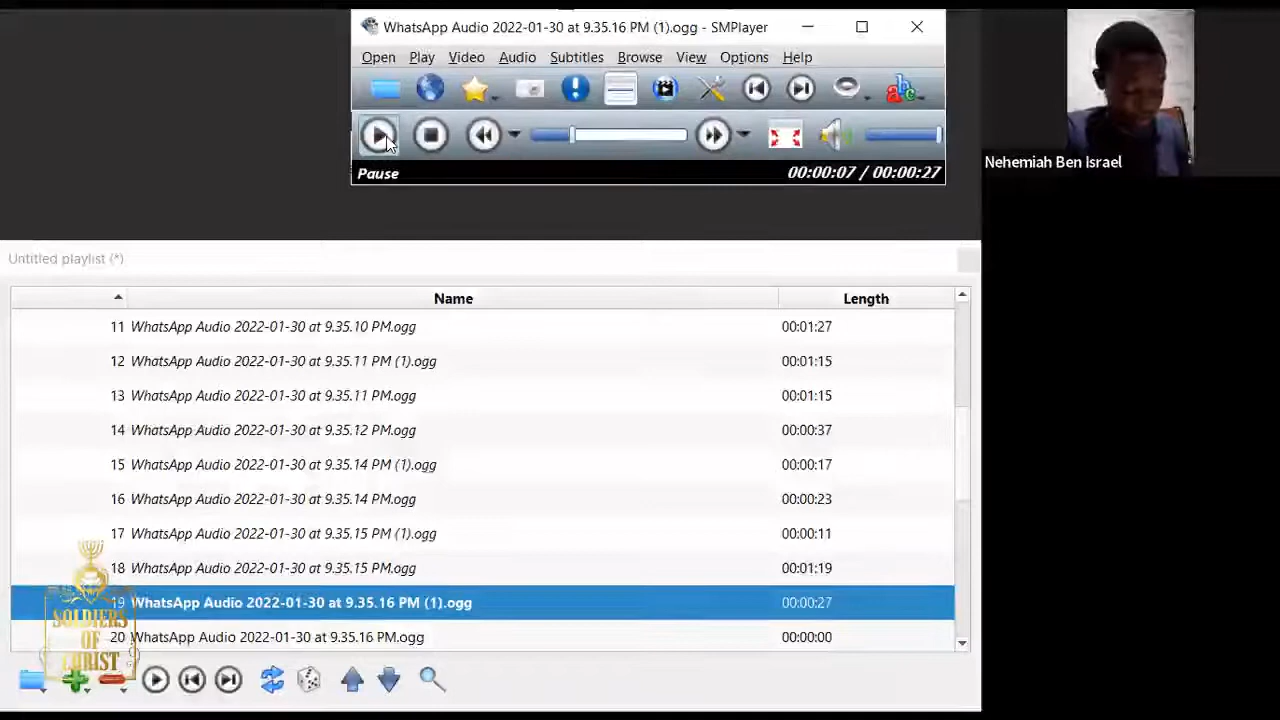 WhatsApp Audio 2022-01-30 at 9.35.16 PM (1).ogg - SMPlayer
Open Play Video Audio Subtitles Browse View Options Help
abc
Pause 00:00:07 / 00:00:27
Nehemiah Ben Israel
Untitled playlist (*)
Name Length
11 WhatsApp Audio 2022-01-30 at 9.35.10 PM.ogg 00:01:27
12 WhatsApp Audio 2022-01-30 at 9.35.11 PM (1).ogg 00:01:15
13 WhatsApp Audio 2022-01-30 at 9.35.11 PM.ogg 00:01:15
14 WhatsApp Audio 2022-01-30 at 9.35.12 PM.ogg 00:00:37
15 WhatsApp Audio 2022-01-30 at 9.35.14 PM (1).ogg 00:00:17
16 WhatsApp Audio 2022-01-30 at 9.35.14 PM.ogg 00:00:23
17 WhatsApp Audio 2022-01-30 at 9.35.15 PM (1).ogg 00:00:11
18 WhatsApp Audio 2022-01-30 at 9.35.15 PM.ogg 00:01:19
19 WhatsApp Audio 2022-01-30 at 9.35.16 PM (1).ogg 00:00:27
20 WhatsApp Audio 2022-01-30 at 9.35.16 PM.ogg 00:00:00
SOLDIERS
OF
CHRIST